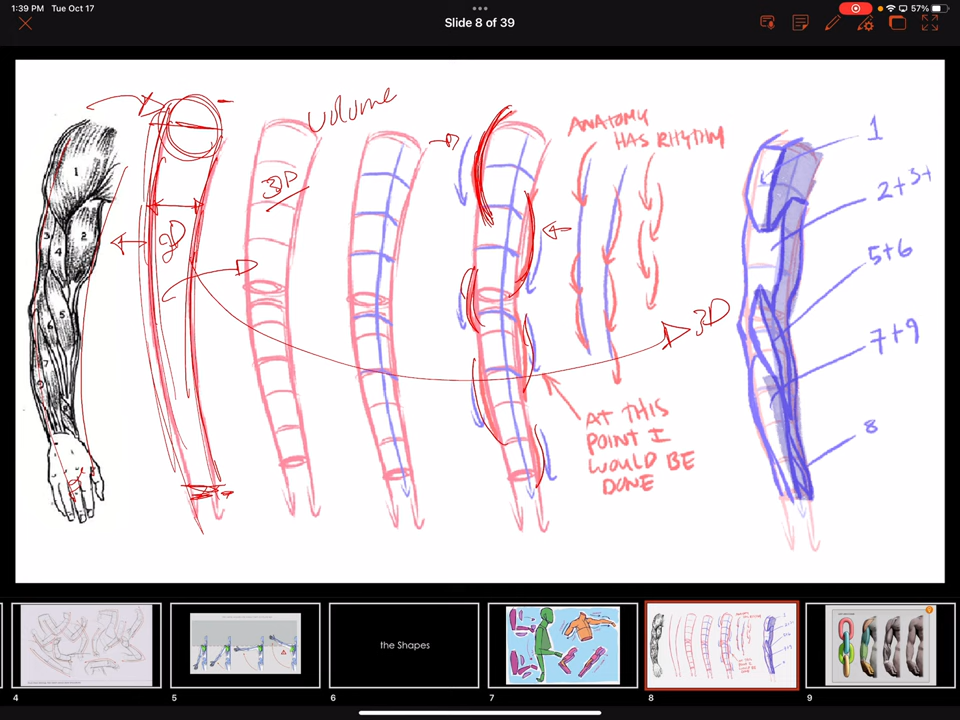 1:39 PM Tue Oct 17
57%
Slide 8 of 39
volume
2D
3D
ANATOMY
HAS RHYTHM
3D
AT THIS
POINT I
WOULD BE
DONE
1
2+3+
5+6
7+9
8
1
2
3
4
5
6
7
the Shapes
4
5
6
7
8
9